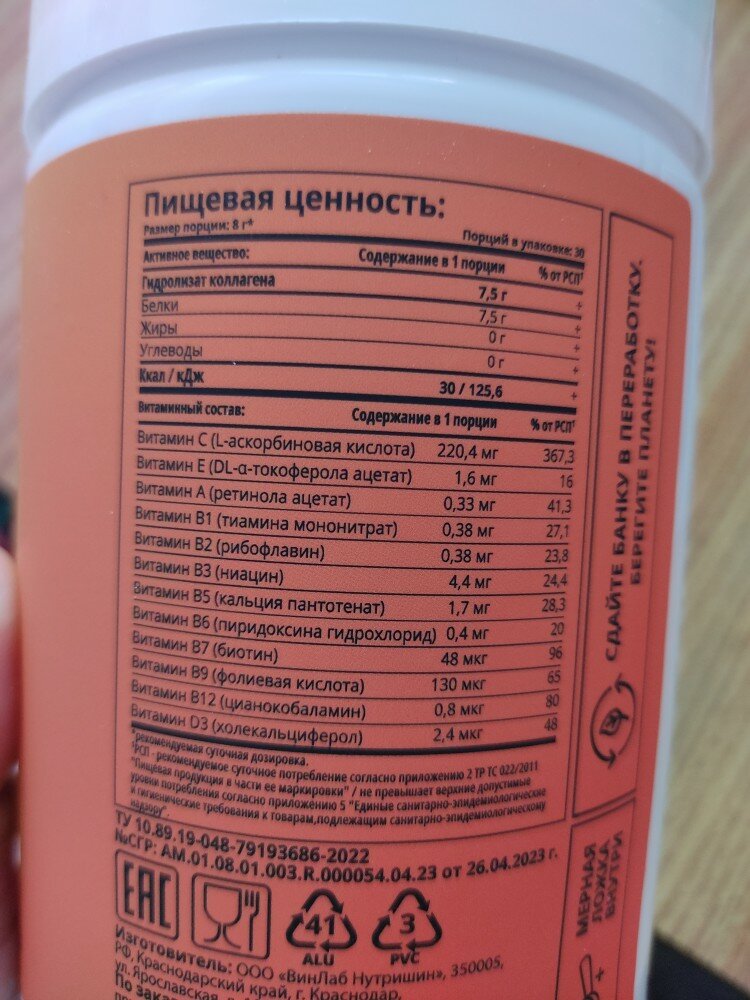 Пищевая ценность:
Размер порции: 8 г* Порций в упаковке: 30
Активное вещество: Содержание в 1 порции % от РСП¹
Гидролизат коллагена 7,5 г +
Белки 7,5 г +
Жиры 0 г +
Углеводы 0 г +
Ккал / кДж 30 / 125,6 +
Витаминный состав: Содержание в 1 порции % от РСП¹
Витамин С (L-аскорбиновая кислота) 220,4 мг 367,3
Витамин Е (DL-α-токоферола ацетат) 1,6 мг 16
Витамин А (ретинола ацетат) 0,33 мг 41,3
Витамин В1 (тиамина мононитрат) 0,38 мг 27,1
Витамин В2 (рибофлавин) 0,38 мг 23,8
Витамин В3 (ниацин) 4,4 мг 24,4
Витамин В5 (кальция пантотенат) 1,7 мг 28,3
Витамин В6 (пиридоксина гидрохлорид) 0,4 мг 20
Витамин В7 (биотин) 48 мкг 96
Витамин В9 (фолиевая кислота) 130 мкг 65
Витамин В12 (цианокобаламин) 0,8 мкг 80
Витамин D3 (холекальциферол) 2,4 мкг 48
*рекомендуемая суточная дозировка.
¹РСП - рекомендуемое суточное потребление согласно приложению 2 ТР ТС 022/2011
"Пищевая продукция в части ее маркировки" / не превышает верхние допустимые
уровни потребления согласно приложению 5 "Единые санитарно-эпидемиологические
и гигиенические требования к товарам, подлежащим санитарно-эпидемиологическому
надзору".
ТУ 10.89.19-048-79193686-2022
№СГР: AM.01.08.01.003.R.000054.04.23 от 26.04.2023 г.
ЕАС
41
ALU
3
PVC
Изготовитель: ООО «ВинЛаб Нутришин», 350005,
РФ, Краснодарский край, г. Краснодар,
ул. Ярославская,
По заказ
СДАЙТЕ БАНКУ В ПЕРЕРАБОТКУ.
БЕРЕГИТЕ ПЛАНЕТУ!
МЕРНАЯ
ЛОЖКА
ВНУТРИ
+